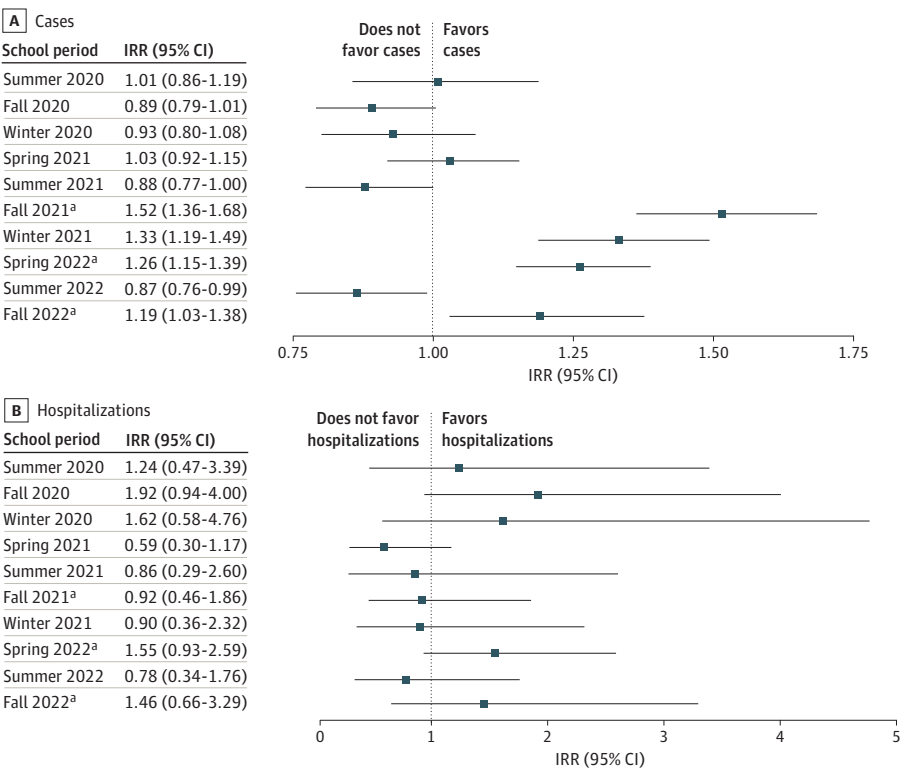 A Cases
School period IRR (95% CI)
Does not favor cases
Favors cases
Summer 2020 1.01 (0.86-1.19)
Fall 2020 0.89 (0.79-1.01)
Winter 2020 0.93 (0.80-1.08)
Spring 2021 1.03 (0.92-1.15)
Summer 2021 0.88 (0.77-1.00)
Fall 2021ᵃ 1.52 (1.36-1.68)
Winter 2021 1.33 (1.19-1.49)
Spring 2022ᵃ 1.26 (1.15-1.39)
Summer 2022 0.87 (0.76-0.99)
Fall 2022ᵃ 1.19 (1.03-1.38)
0.75 1.00 1.25 1.50 1.75
IRR (95% CI)
B Hospitalizations
School period IRR (95% CI)
Does not favor hospitalizations
Favors hospitalizations
Summer 2020 1.24 (0.47-3.39)
Fall 2020 1.92 (0.94-4.00)
Winter 2020 1.62 (0.58-4.76)
Spring 2021 0.59 (0.30-1.17)
Summer 2021 0.86 (0.29-2.60)
Fall 2021ᵃ 0.92 (0.46-1.86)
Winter 2021 0.90 (0.36-2.32)
Spring 2022ᵃ 1.55 (0.93-2.59)
Summer 2022 0.78 (0.34-1.76)
Fall 2022ᵃ 1.46 (0.66-3.29)
0 1 2 3 4 5
IRR (95% CI)